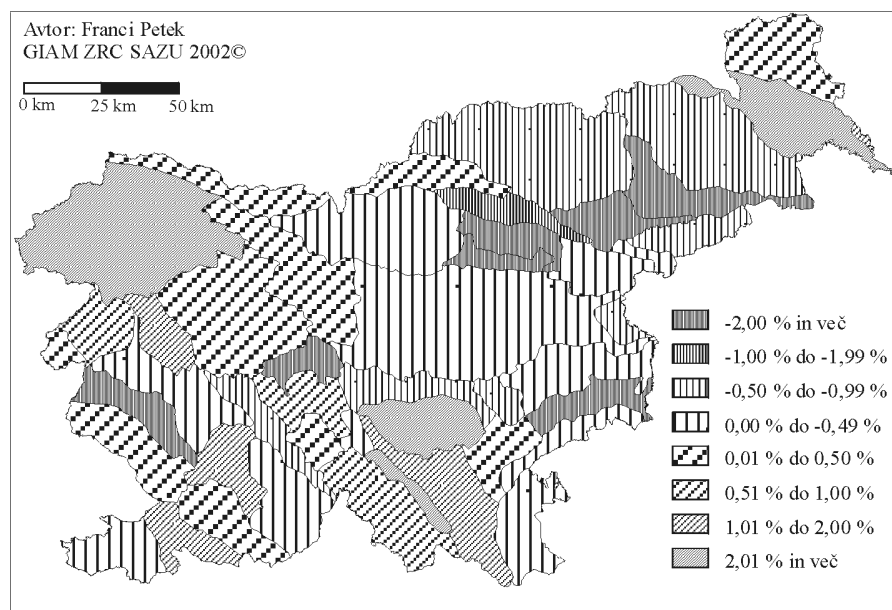 Avtor: Franci Petek
GIAM ZRC SAZU 2002©
0 km 25 km 50 km
-2,00 % in več
-1,00 % do -1,99 %
-0,50 % do -0,99 %
0,00 % do -0,49 %
0,01 % do 0,50 %
0,51 % do 1,00 %
1,01 % do 2,00 %
2,01 % in več